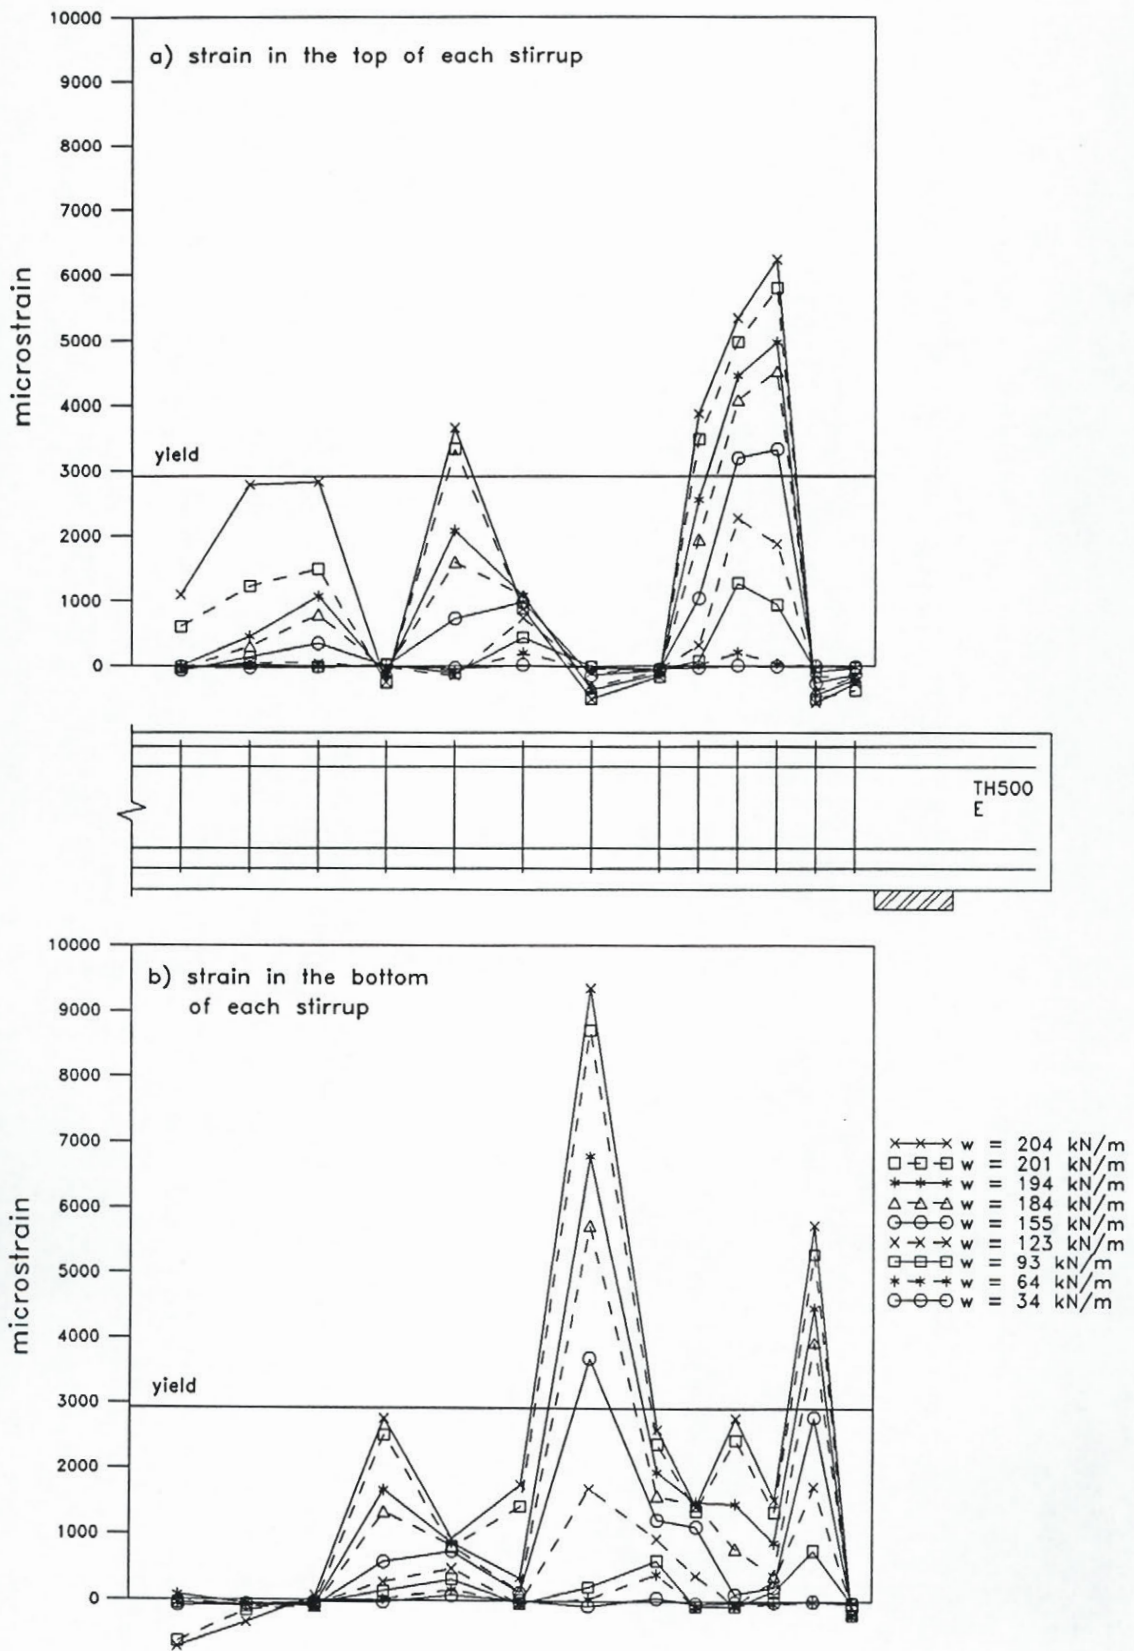 10000
a) strain in the top of each stirrup
9000
8000
7000
6000
5000
4000
3000
2000
1000
0
microstrain
yield
TH500
E
10000
b) strain in the bottom
of each stirrup
9000
8000
7000
6000
5000
4000
3000
2000
1000
0
microstrain
yield
w = 204 kN/m
w = 201 kN/m
w = 194 kN/m
w = 184 kN/m
w = 155 kN/m
w = 123 kN/m
w = 93 kN/m
w = 64 kN/m
w = 34 kN/m